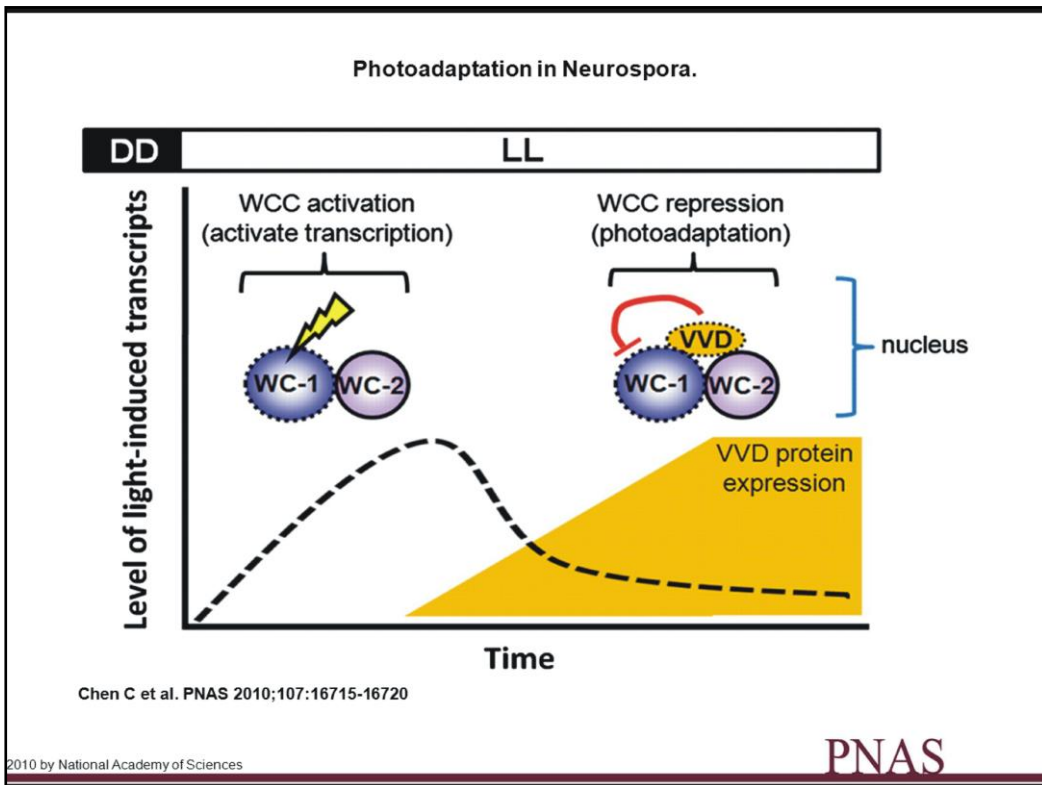 Photoadaptation in Neurospora.
DD
LL
Level of light-induced transcripts
WCC activation
(activate transcription)
WCC repression
(photoadaptation)
VVD
WC-1
WC-2
WC-1
WC-2
nucleus
VVD protein
expression
Time
Chen C et al. PNAS 2010;107:16715-16720
2010 by National Academy of Sciences
PNAS